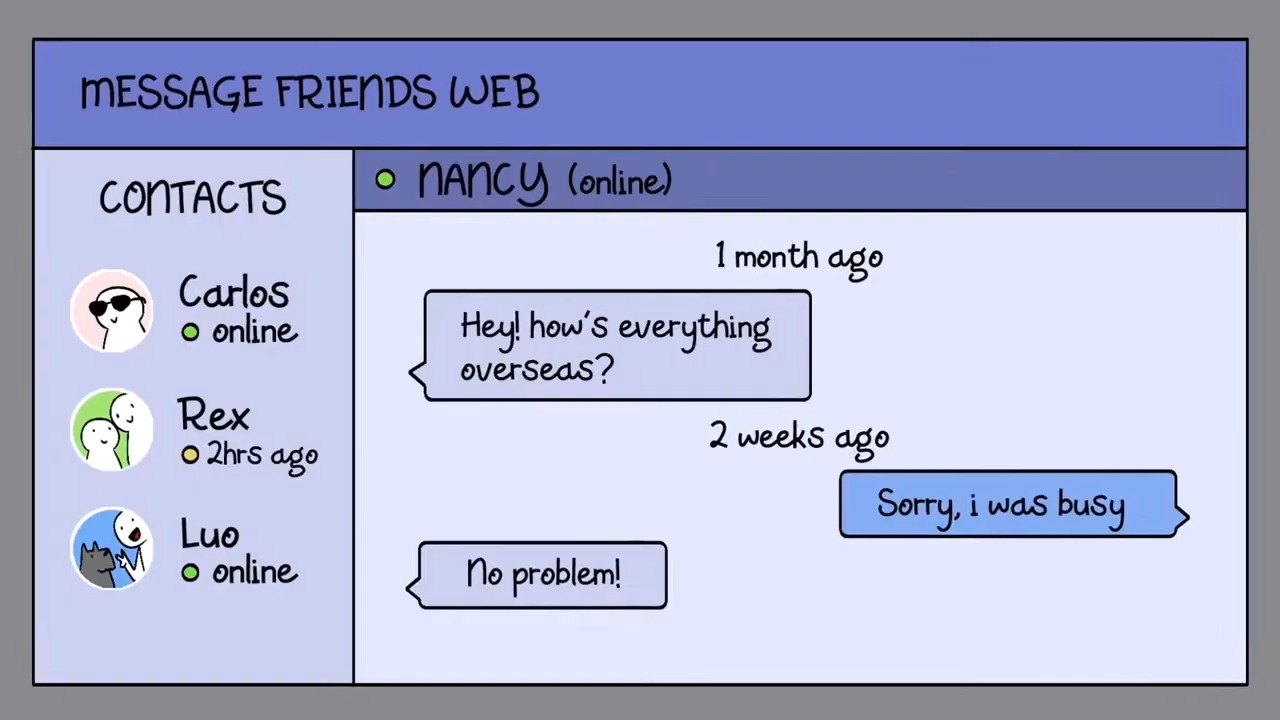 MESSAGE FRIENDS WEB
CONTACTS
Carlos
online
Rex
2hrs ago
Luo
online
NANCY (online)
1 month ago
Hey! how's everything
overseas?
2 weeks ago
Sorry, i was busy
No problem!